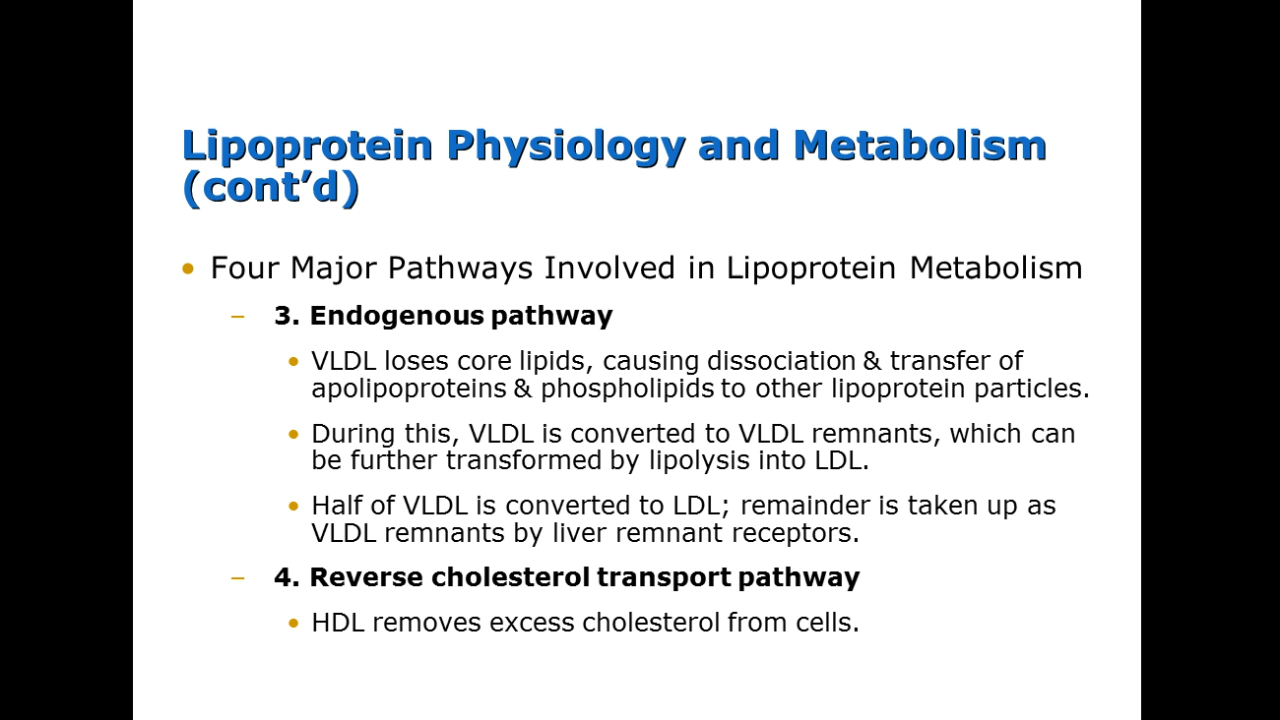 Lipoprotein Physiology and Metabolism
(cont’d)
• Four Major Pathways Involved in Lipoprotein Metabolism
– 3. Endogenous pathway
• VLDL loses core lipids, causing dissociation & transfer of
apolipoproteins & phospholipids to other lipoprotein particles.
• During this, VLDL is converted to VLDL remnants, which can
be further transformed by lipolysis into LDL.
• Half of VLDL is converted to LDL; remainder is taken up as
VLDL remnants by liver remnant receptors.
– 4. Reverse cholesterol transport pathway
• HDL removes excess cholesterol from cells.